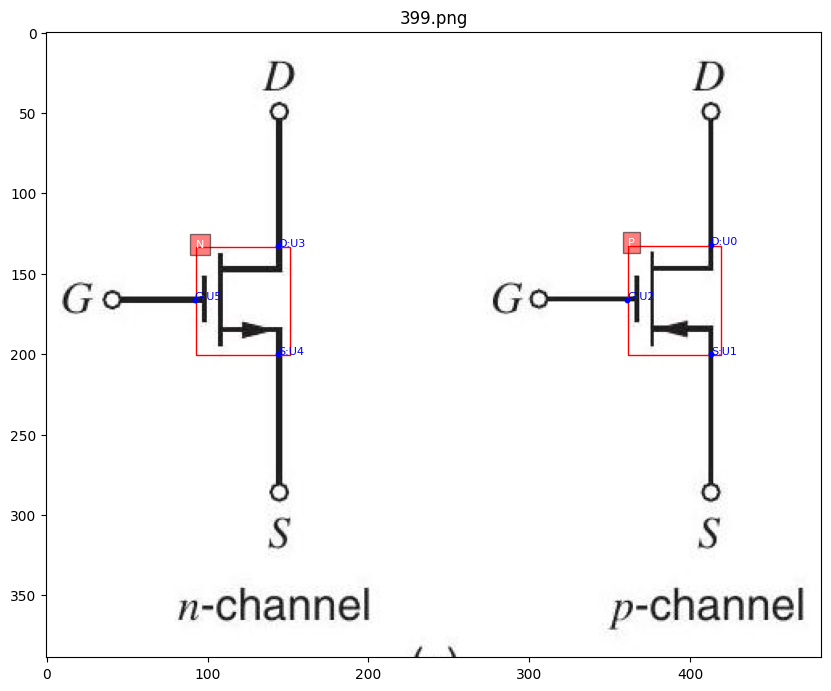 399.png
D D
N D:U3 P D:U0
G G:U5 G G:U2
S:U4 S:U1
S S
n-channel p-channel
0
50
100
150
200
250
300
350
0 100 200 300 400